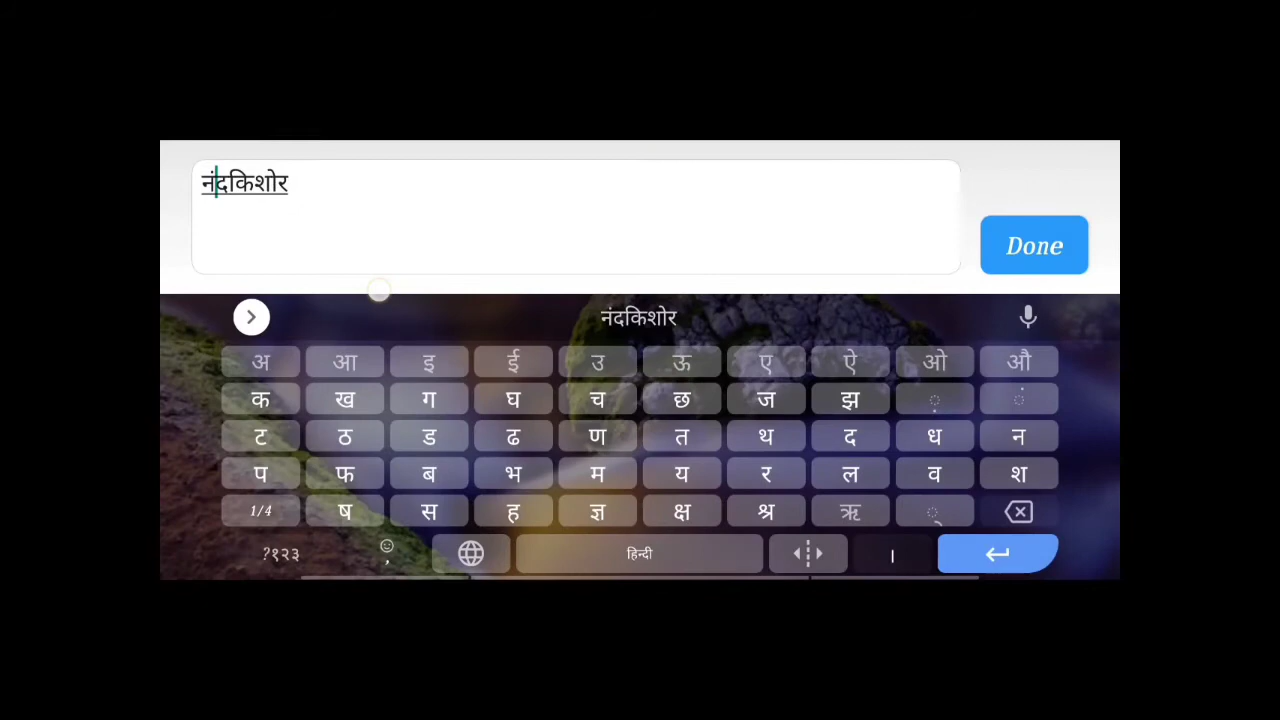 नंदकिशोर
Done
नंदकिशोर
अ आ इ ई उ ऊ ए ऐ ओ औ
क ख ग घ च छ ज झ ़ ं
ट ठ ड ढ ण त थ द ध न
प फ ब भ म य र ल व श
1/4 ष स ह ज्ञ क्ष श्र ऋ ्
?१२३ , हिन्दी ।